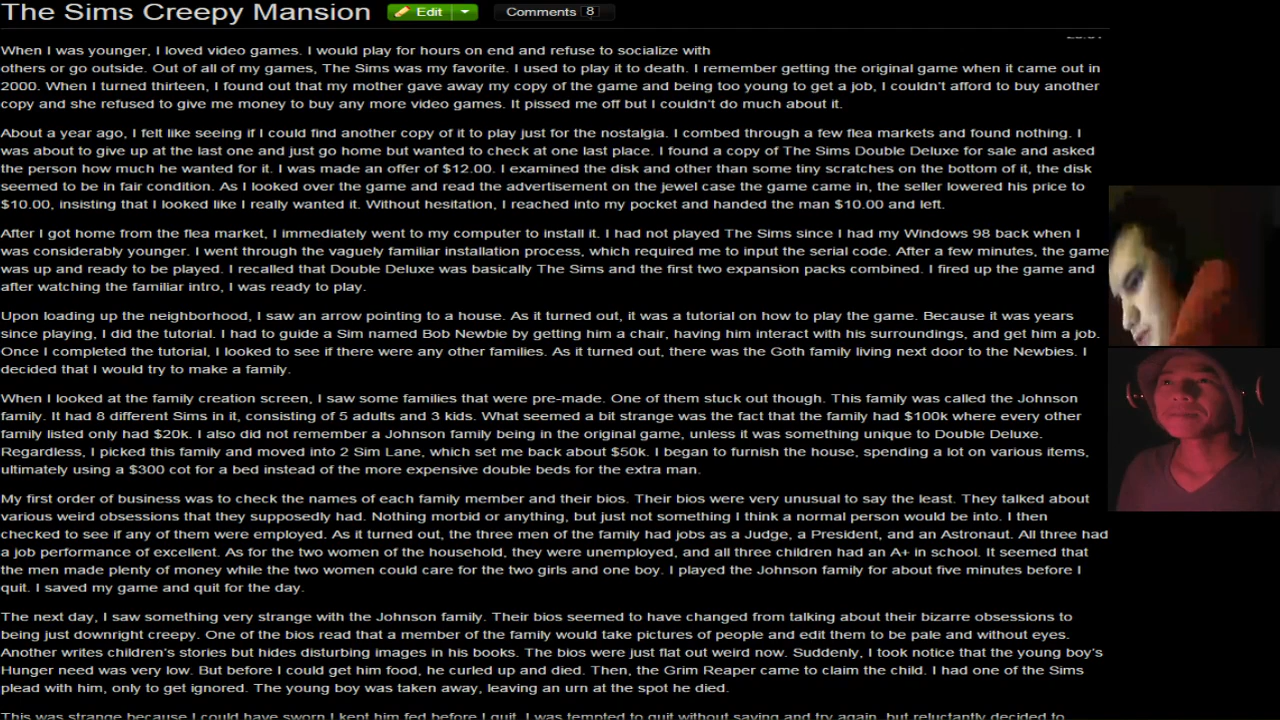 The Sims Creepy Mansion Edit Comments 8
When I was younger, I loved video games. I would play for hours on end and refuse to socialize with
others or go outside. Out of all of my games, The Sims was my favorite. I used to play it to death. I remember getting the original game when it came out in
2000. When I turned thirteen, I found out that my mother gave away my copy of the game and being too young to get a job, I couldn't afford to buy another
copy and she refused to give me money to buy any more video games. It pissed me off but I couldn't do much about it.
About a year ago, I felt like seeing if I could find another copy of it to play just for the nostalgia. I combed through a few flea markets and found nothing. I
was about to give up at the last one and just go home but wanted to check at one last place. I found a copy of The Sims Double Deluxe for sale and asked
the person how much he wanted for it. I was made an offer of $12.00. I examined the disk and other than some tiny scratches on the bottom of it, the disk
seemed to be in fair condition. As I looked over the game and read the advertisement on the jewel case the game came in, the seller lowered his price to
$10.00, insisting that I looked like I really wanted it. Without hesitation, I reached into my pocket and handed the man $10.00 and left.
After I got home from the flea market, I immediately went to my computer to install it. I had not played The Sims since I had my Windows 98 back when I
was considerably younger. I went through the vaguely familiar installation process, which required me to input the serial code. After a few minutes, the game
was up and ready to be played. I recalled that Double Deluxe was basically The Sims and the first two expansion packs combined. I fired up the game and
after watching the familiar intro, I was ready to play.
Upon loading up the neighborhood, I saw an arrow pointing to a house. As it turned out, it was a tutorial on how to play the game. Because it was years
since playing, I did the tutorial. I had to guide a Sim named Bob Newbie by getting him a chair, having him interact with his surroundings, and get him a job.
Once I completed the tutorial, I looked to see if there were any other families. As it turned out, there was the Goth family living next door to the Newbies. I
decided that I would try to make a family.
When I looked at the family creation screen, I saw some families that were pre-made. One of them stuck out though. This family was called the Johnson
family. It had 8 different Sims in it, consisting of 5 adults and 3 kids. What seemed a bit strange was the fact that the family had $100k where every other
family listed only had $20k. I also did not remember a Johnson family being in the original game, unless it was something unique to Double Deluxe.
Regardless, I picked this family and moved into 2 Sim Lane, which set me back about $50k. I began to furnish the house, spending a lot on various items,
ultimately using a $300 cot for a bed instead of the more expensive double beds for the extra man.
My first order of business was to check the names of each family member and their bios. Their bios were very unusual to say the least. They talked about
various weird obsessions that they supposedly had. Nothing morbid or anything, but just not something I think a normal person would be into. I then
checked to see if any of them were employed. As it turned out, the three men of the family had jobs as a Judge, a President, and an Astronaut. All three had
a job performance of excellent. As for the two women of the household, they were unemployed, and all three children had an A+ in school. It seemed that
the men made plenty of money while the two women could care for the two girls and one boy. I played the Johnson family for about five minutes before I
quit. I saved my game and quit for the day.
The next day, I saw something very strange with the Johnson family. Their bios seemed to have changed from talking about their bizarre obsessions to
being just downright creepy. One of the bios read that a member of the family would take pictures of people and edit them to be pale and without eyes.
Another writes children's stories but hides disturbing images in his books. The bios were just flat out weird now. Suddenly, I took notice that the young boy's
Hunger need was very low. But before I could get him food, he curled up and died. Then, the Grim Reaper came to claim the child. I had one of the Sims
plead with him, only to get ignored. The young boy was taken away, leaving an urn at the spot he died.
This was strange because I could have sworn I kept him fed before I quit. I was tempted to quit without saving and try again, but reluctantly decided to